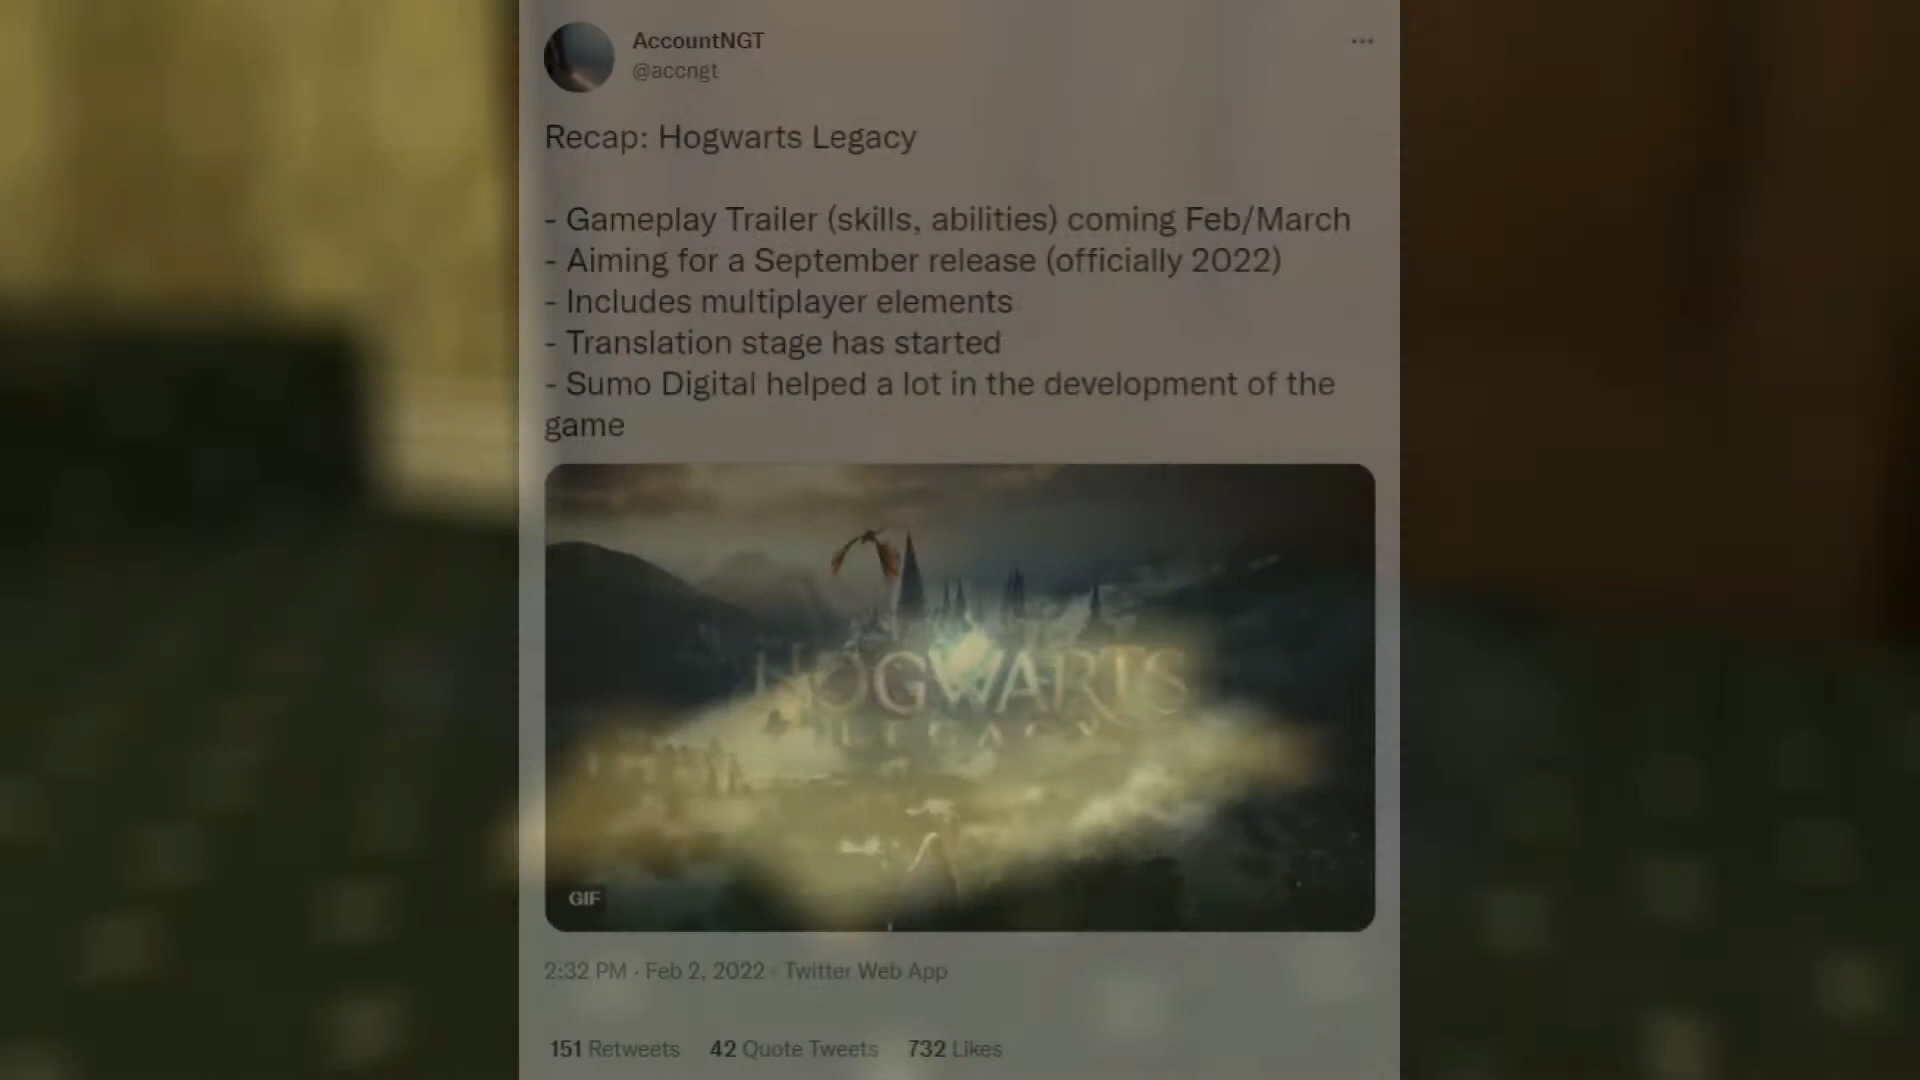 AccountNGT
@accngt
Recap: Hogwarts Legacy
- Gameplay Trailer (skills, abilities) coming Feb/March
- Aiming for a September release (officially 2022)
- Includes multiplayer elements
- Translation stage has started
- Sumo Digital helped a lot in the development of the
game
HOGWARTS
LEGACY
GIF
2:32 PM · Feb 2, 2022 · Twitter Web App
151 Retweets 42 Quote Tweets 732 Likes